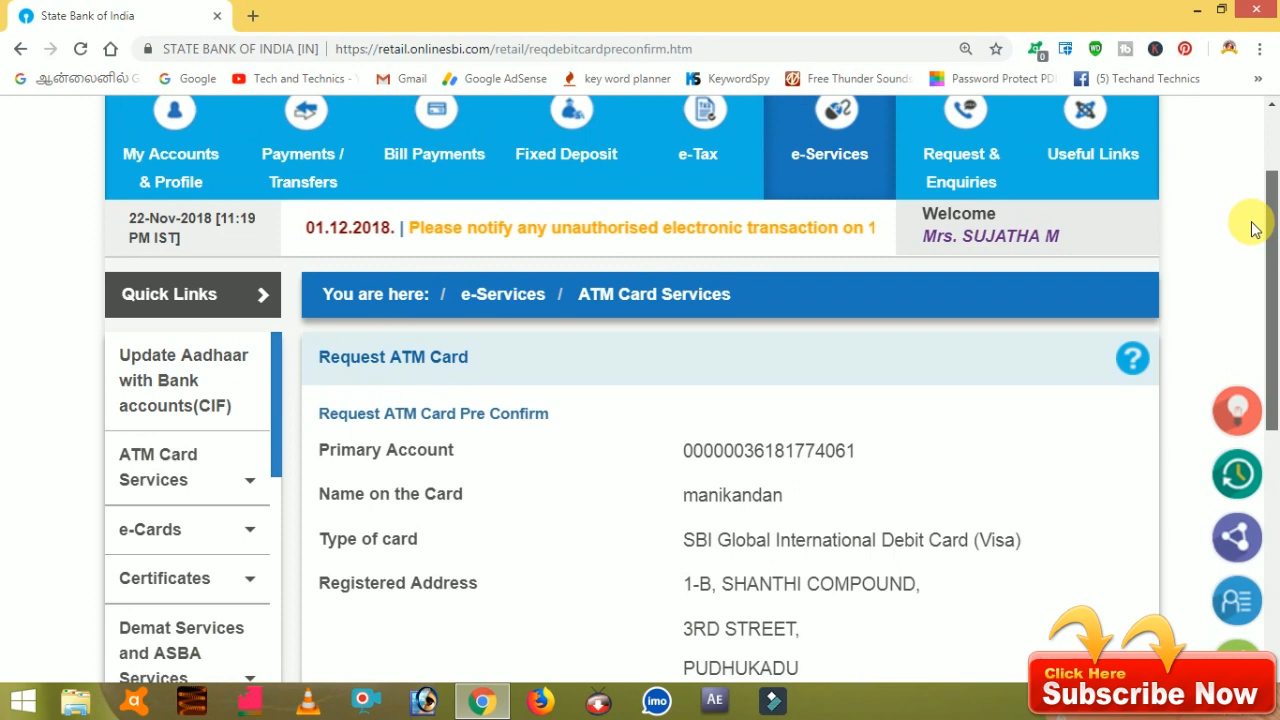 State Bank of India
STATE BANK OF INDIA [IN] | https://retail.onlinesbi.com/retail/reqdebitcardpreconfirm.htm
ஆன்லைனில் G
Google
Tech and Technics -
Gmail
Google AdSense
key word planner
KeywordSpy
Free Thunder Sounds
Password Protect PD
(5) Techand Technics
My Accounts
& Profile
Payments /
Transfers
Bill Payments
Fixed Deposit
e-Tax
e-Services
Request &
Enquiries
Useful Links
22-Nov-2018 [11:19
PM IST]
01.12.2018. | Please notify any unauthorised electronic transaction on 1
Welcome
Mrs. SUJATHA M
Quick Links
You are here: / e-Services / ATM Card Services
Update Aadhaar
with Bank
accounts(CIF)
ATM Card
Services
e-Cards
Certificates
Demat Services
and ASBA
Services
Request ATM Card
?
Request ATM Card Pre Confirm
Primary Account 00000036181774061
Name on the Card manikandan
Type of card SBI Global International Debit Card (Visa)
Registered Address 1-B, SHANTHI COMPOUND,
3RD STREET,
PUDHUKADU
Click Here
Subscribe Now
imo
AE